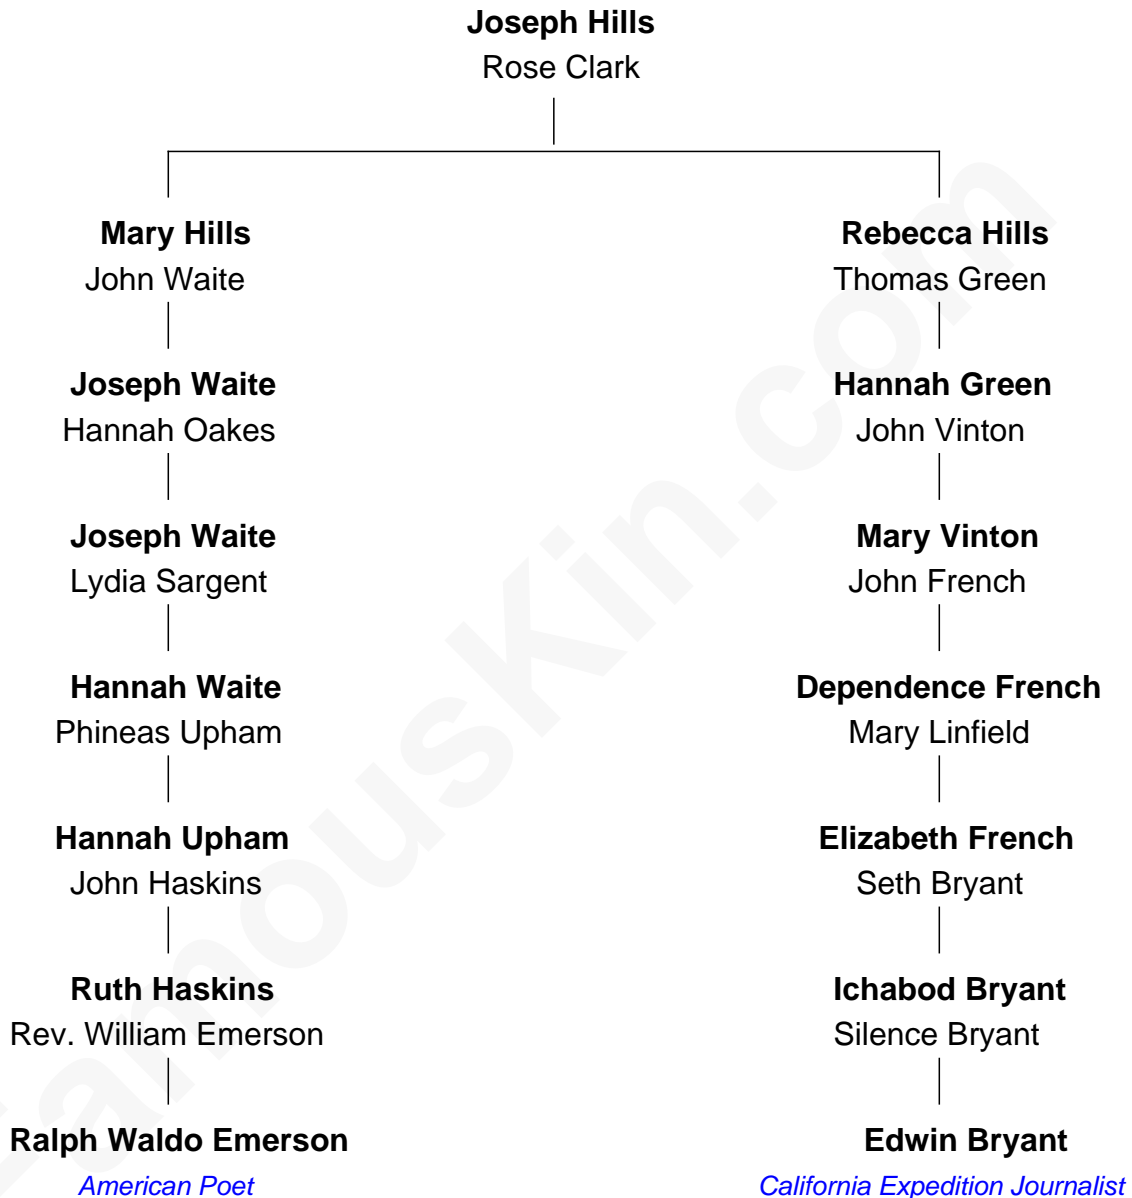 Joseph Hills
Rose Clark
Mary Hills
John Waite
Rebecca Hills
Thomas Green
Joseph Waite
Hannah Oakes
Hannah Green
John Vinton
Joseph Waite
Lydia Sargent
Mary Vinton
John French
Hannah Waite
Phineas Upham
Dependence French
Mary Linfield
Hannah Upham
John Haskins
Elizabeth French
Seth Bryant
Ruth Haskins
Rev. William Emerson
Ichabod Bryant
Silence Bryant
Ralph Waldo Emerson
American Poet
Edwin Bryant
California Expedition Journalist
FamousKin.com